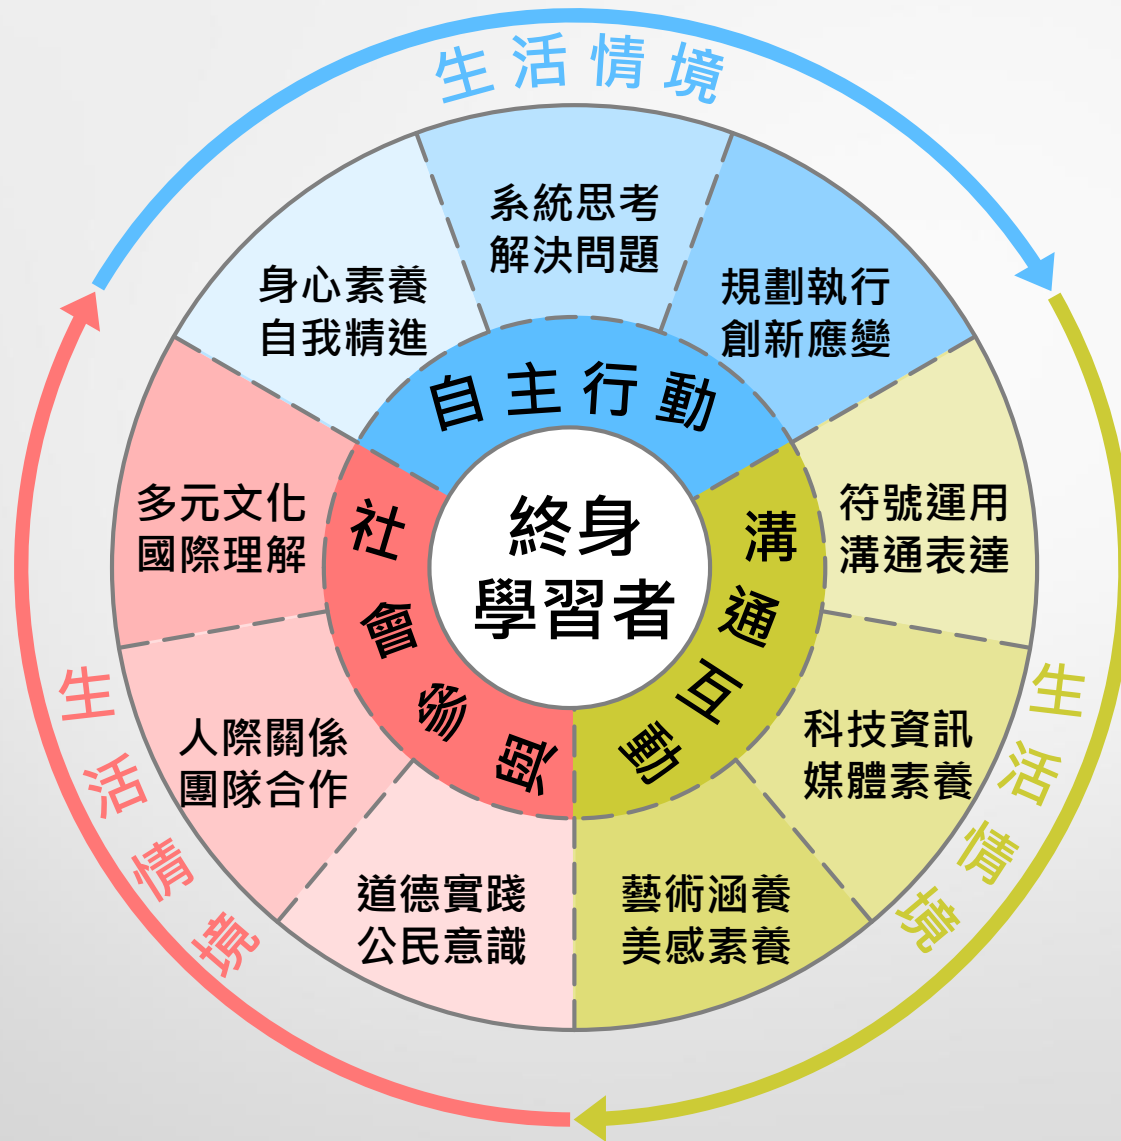 生活情境
系統思考
解決問題
身心素養
自我精進
規劃執行
創新應變
自主行動
多元文化
國際理解
社會參與
終身
學習者
溝通互動
符號運用
溝通表達
生活情境
人際關係
團隊合作
科技資訊
媒體素養
生活情境
道德實踐
公民意識
藝術涵養
美感素養